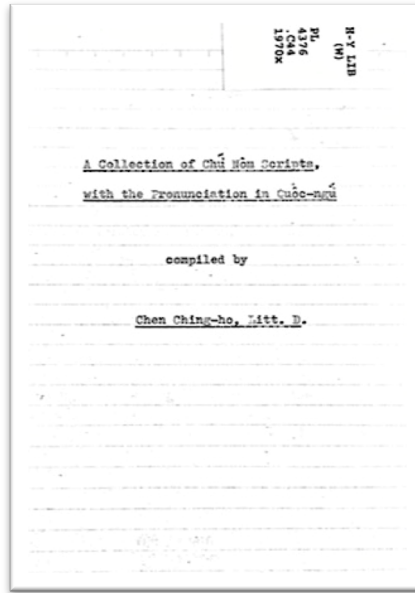 H-Y LIB
(W)
PL
4376
.C44
1970x
A Collection of Chữ Nôm Scripts,
with the Pronunciation in Quốc-ngữ
compiled by
Chen Ching-ho, Litt. D.